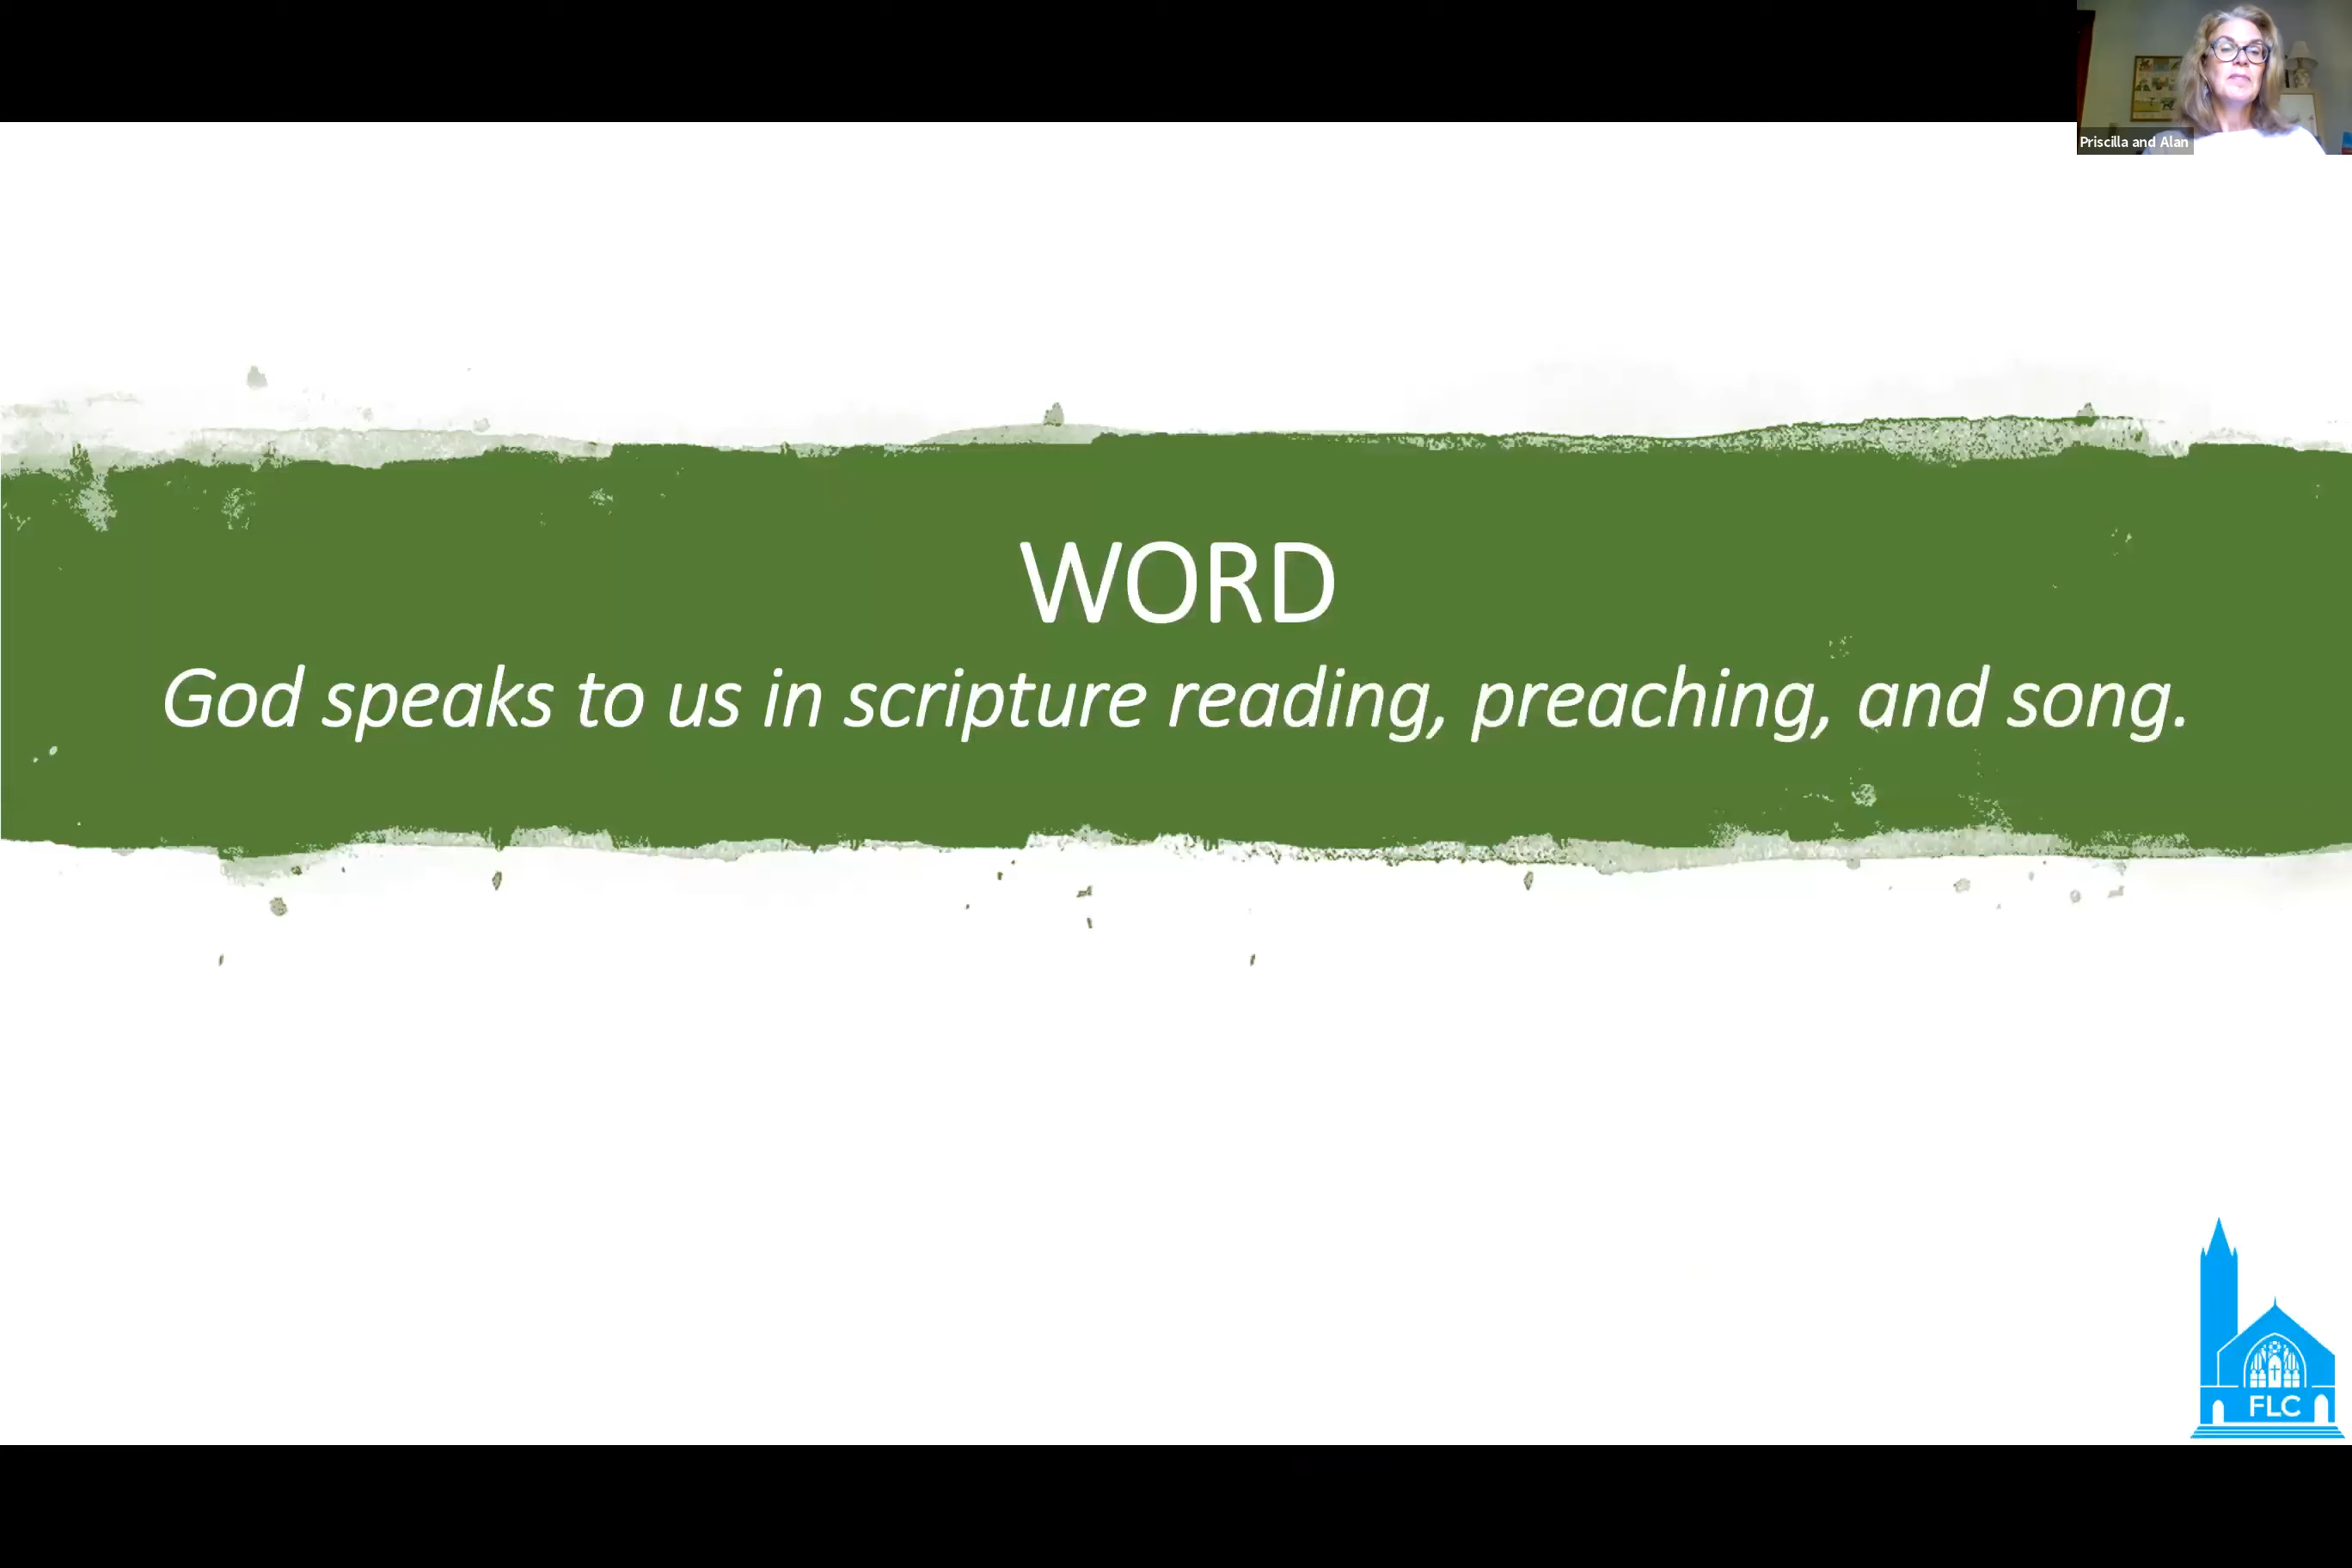 Priscilla and Alan
WORD
God speaks to us in scripture reading, preaching, and song.
FLC